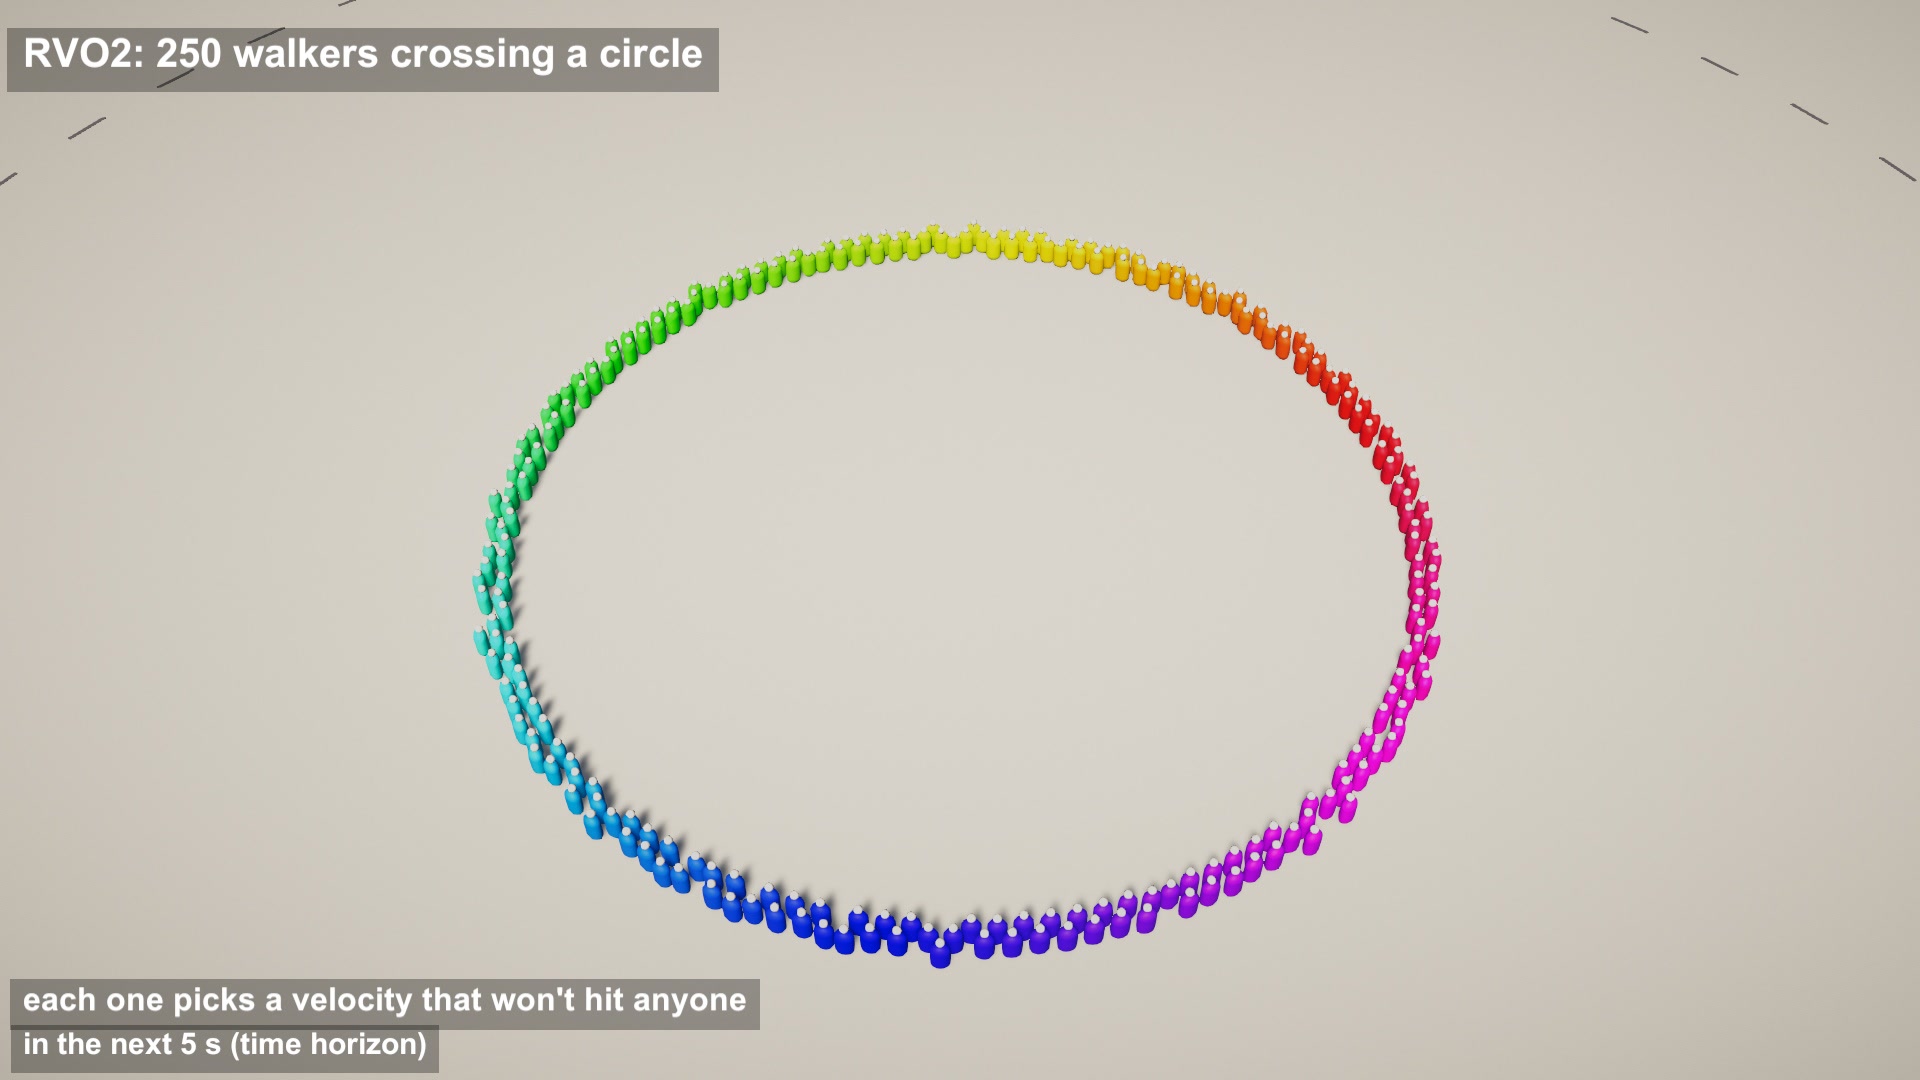 RVO2: 250 walkers crossing a circle
each one picks a velocity that won't hit anyone
in the next 5 s (time horizon)